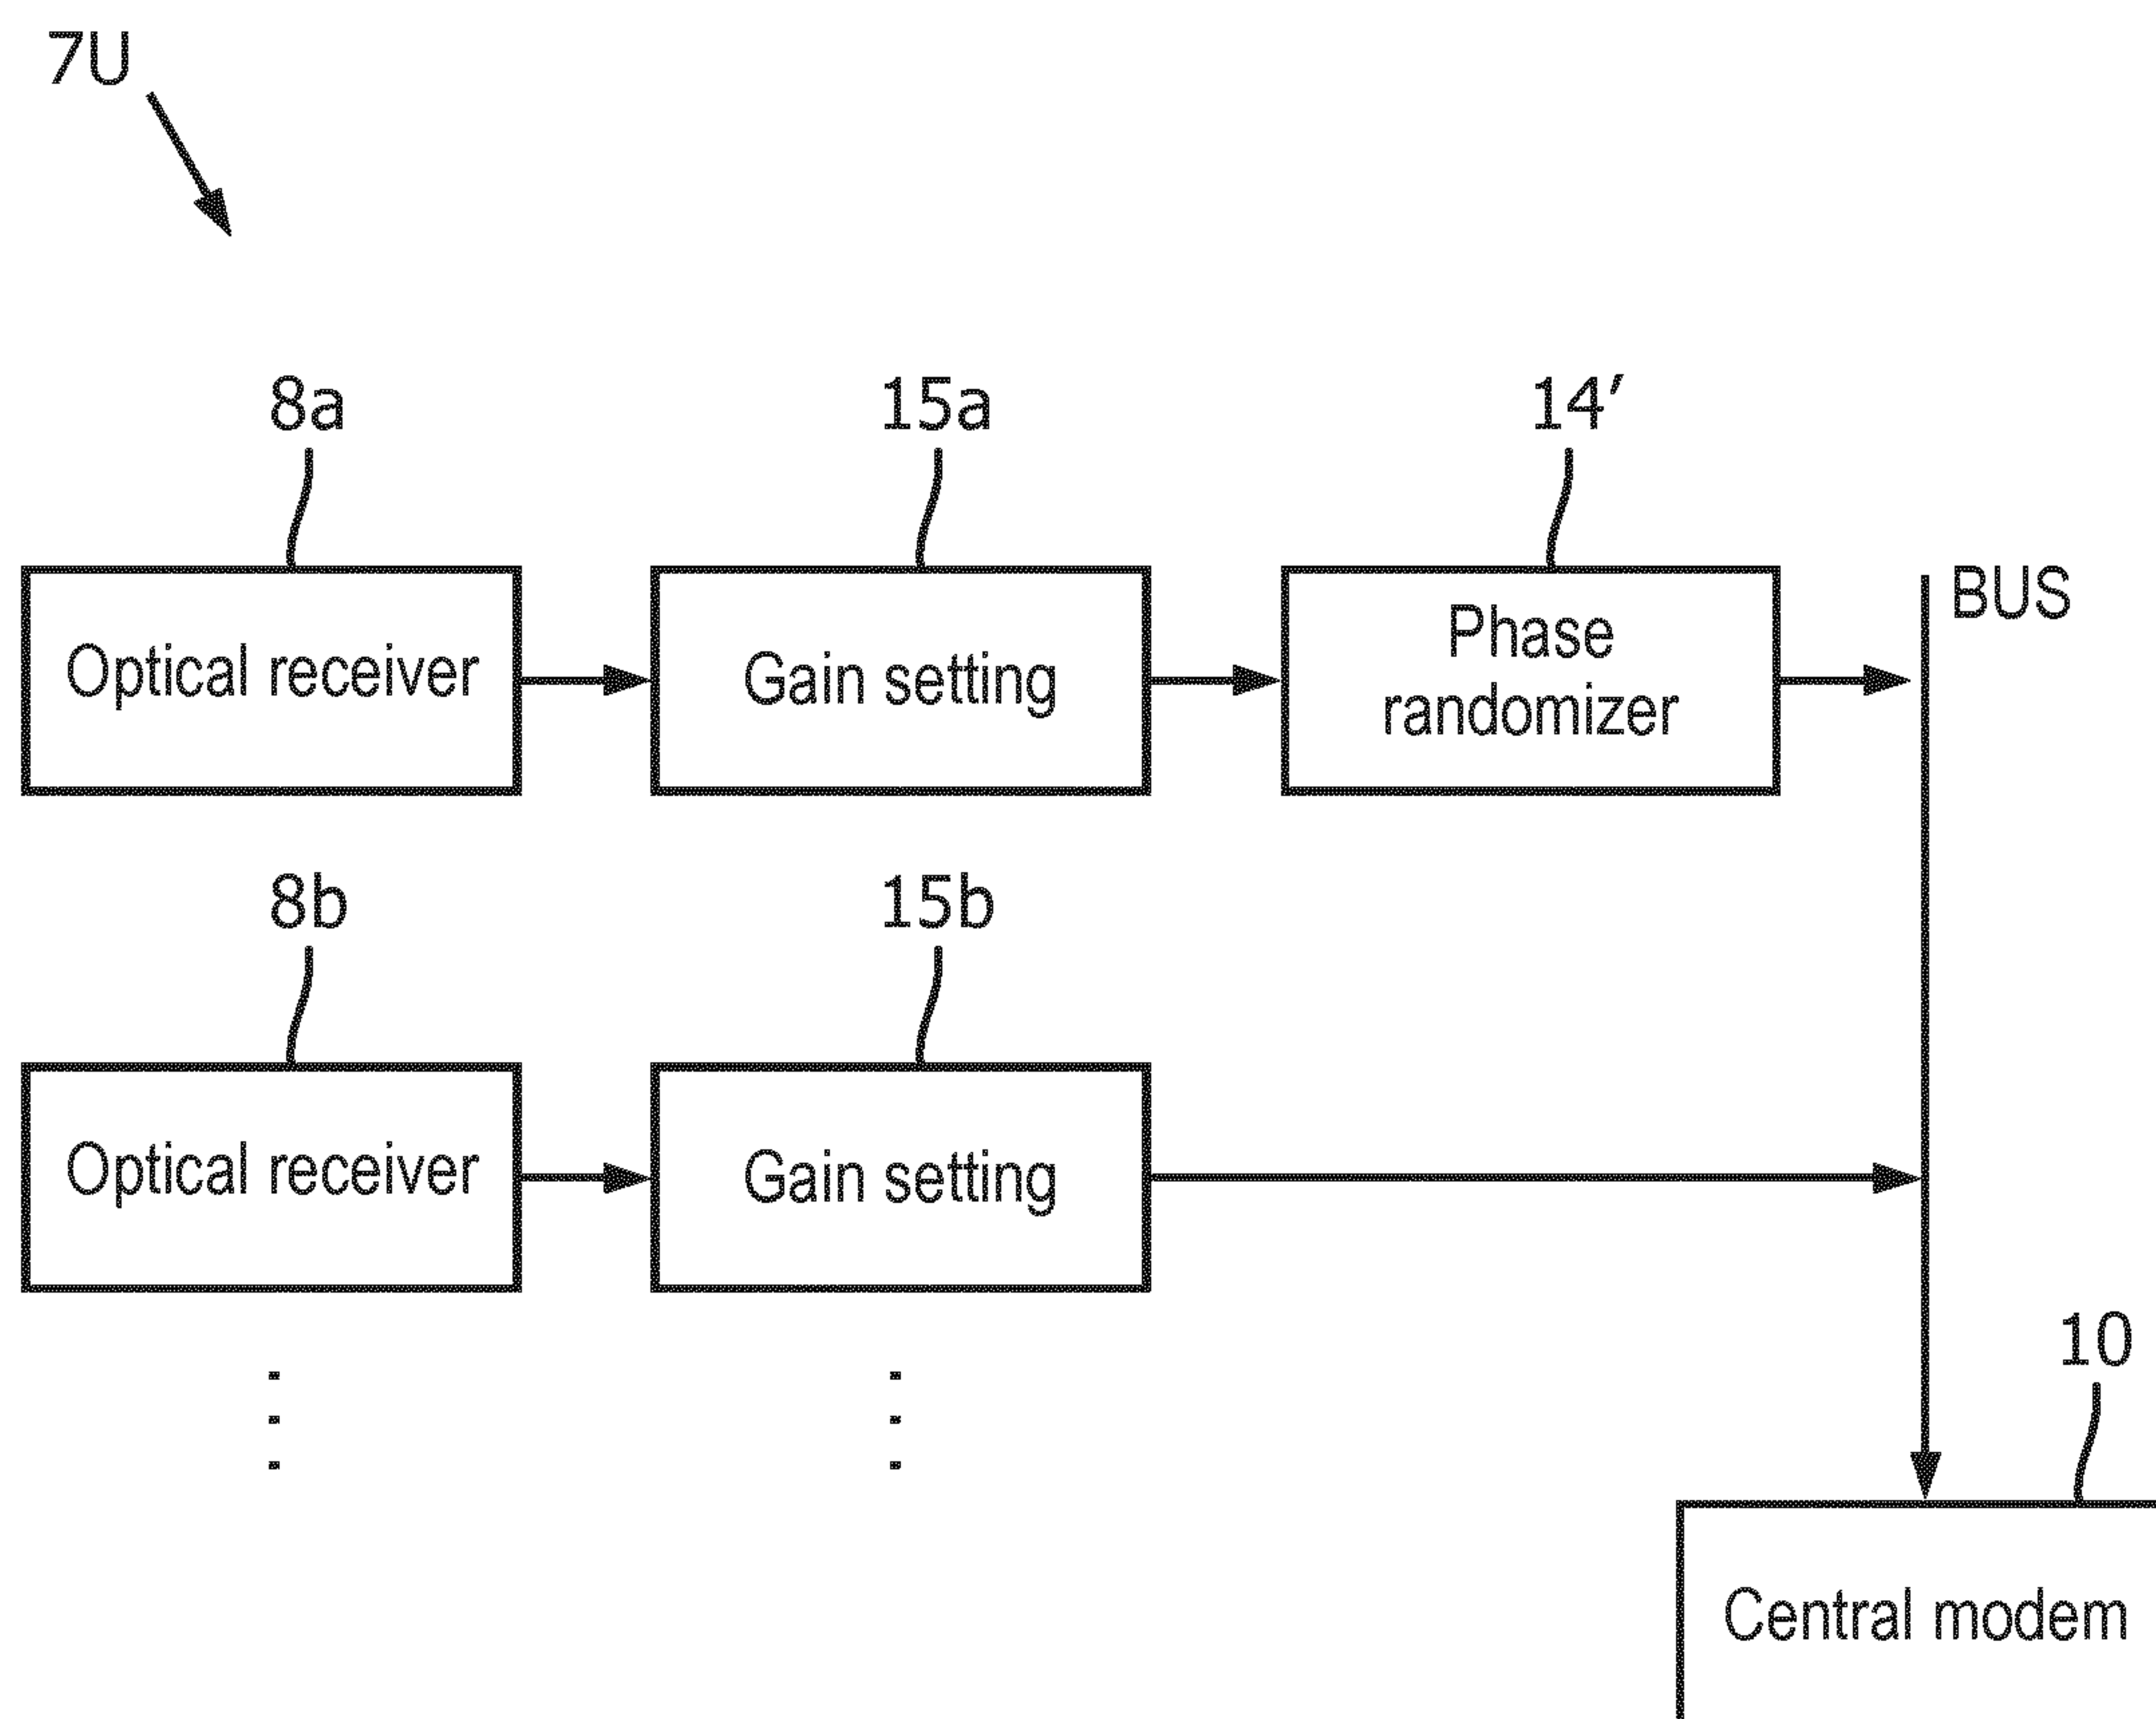 7U
8a
15a
14′
Optical receiver
Gain setting
Phase
randomizer
BUS
8b
15b
Optical receiver
Gain setting
10
Central modem